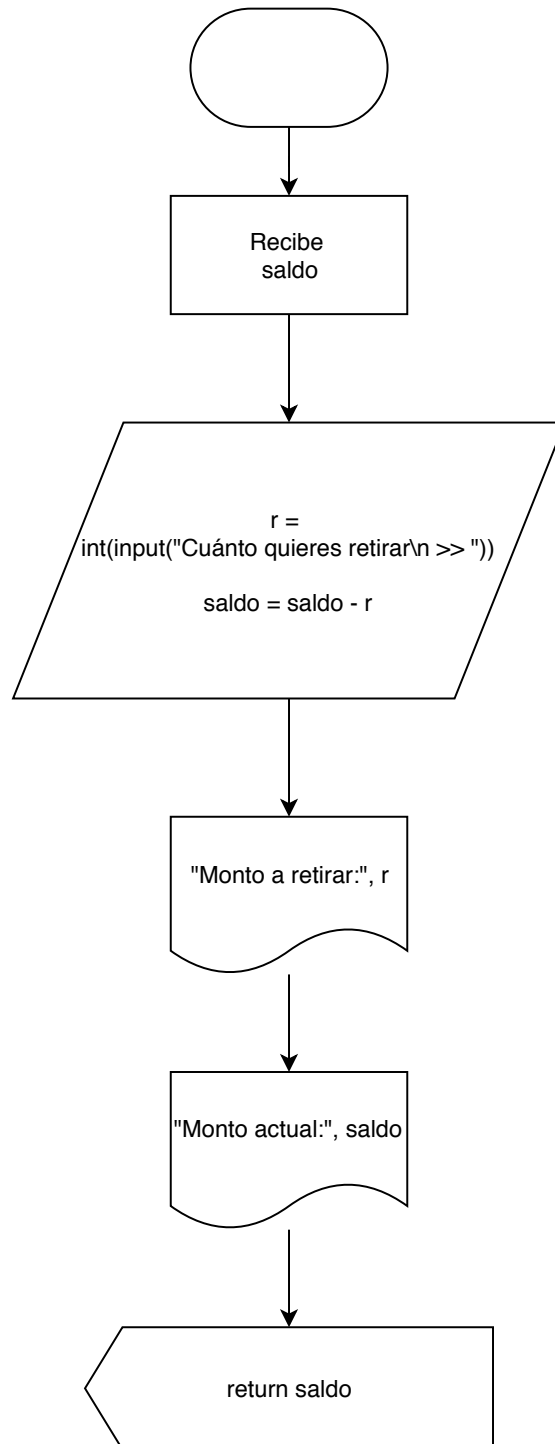 Recibe
saldo
r =
int(input("Cuánto quieres retirar\n >> "))
saldo = saldo - r
"Monto a retirar:", r
"Monto actual:", saldo
return saldo